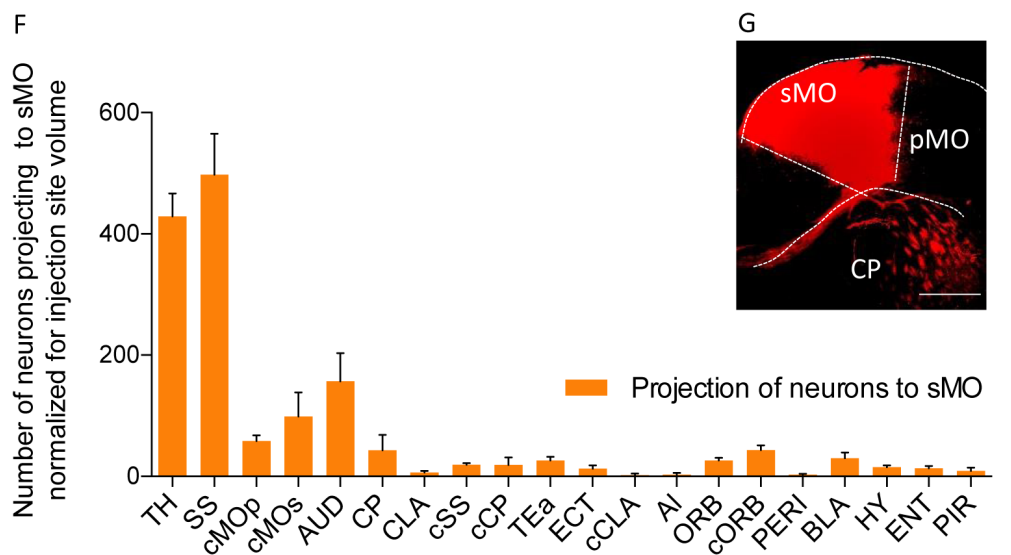 F
G
Number of neurons projecting to sMO
normalized for injection site volume
600
400
200
0
TH
SS
cMOp
cMOs
AUD
CP
CLA
cSS
cCP
TEa
ECT
cCLA
AI
ORB
cORB
PERI
BLA
HY
ENT
PIR
Projection of neurons to sMO
sMO
pMO
CP